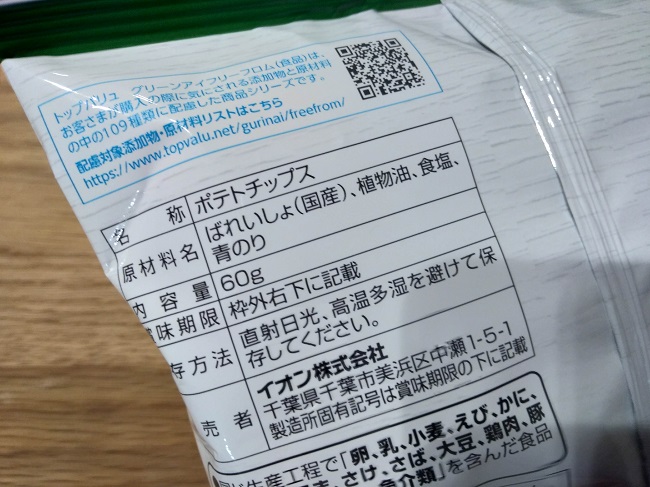 トップバリュ グリーンアイフリーフロム(食品)は、
お客さまが購入の際に気にされる添加物と原材料
の中の109種類に配慮した商品シリーズです。
配慮対象添加物・原材料リストはこちら
https://www.topvalu.net/gurinai/freefrom/
名称 ポテトチップス
原材料名 ばれいしょ(国産)、植物油、食塩、
青のり
内容量 60g
味期限 枠外右下に記載
存方法 直射日光、高温多湿を避けて保
存してください。
売者 イオン株式会社
千葉県千葉市美浜区中瀬1-5-1
製造所固有記号は賞味期限の下に記載
生産工程で「卵、乳、小麦、えび、かに、
さけ、さば、大豆、鶏肉、豚
介類」を含んだ食品